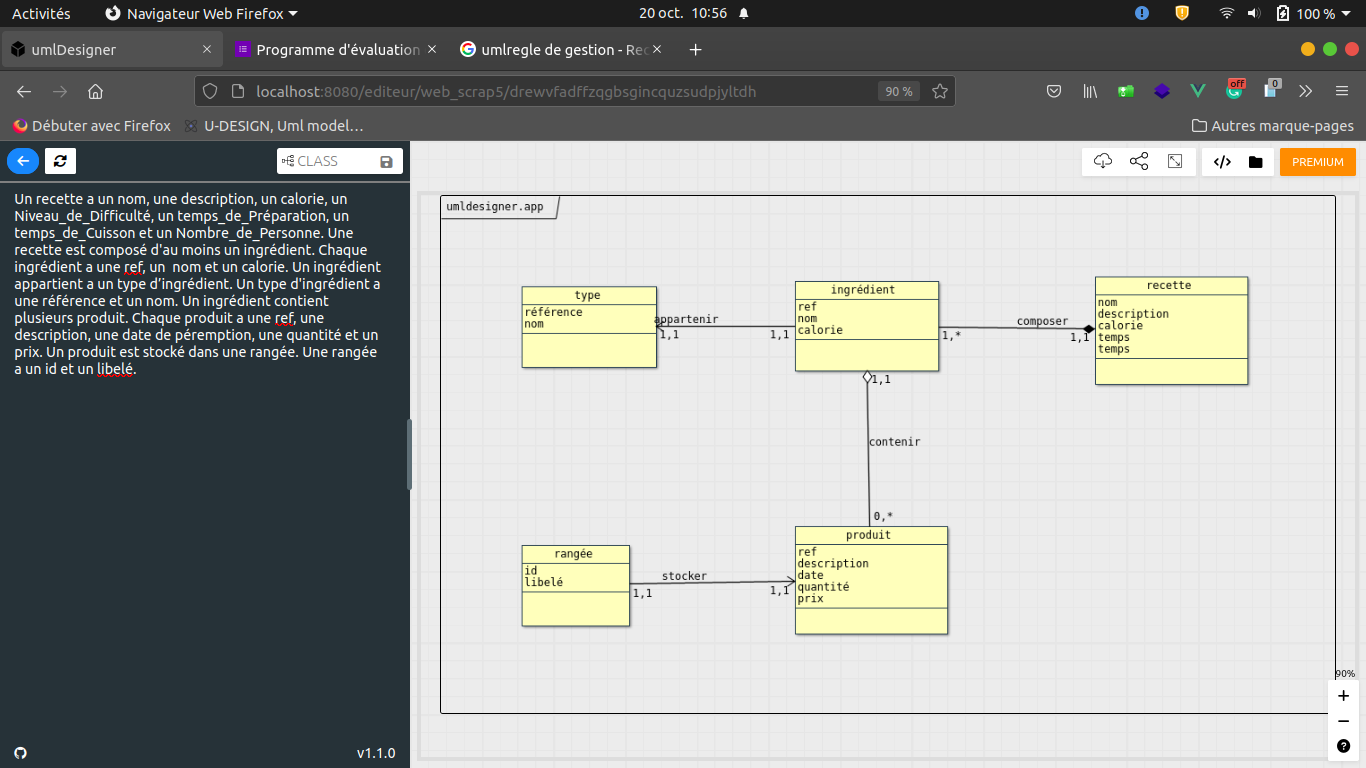 Activités
Navigateur Web Firefox
20 oct. 10:56
100 %
umlDesigner
Programme d'évaluation
umlregle de gestion - Rec
localhost:8080/editeur/web_scrap5/drewvfadffzqgbsgincquzsudpjyltdh
90 %
off
0
Débuter avec Firefox
U-DESIGN, Uml model…
Autres marque-pages
CLASS
PREMIUM
Un recette a un nom, une description, un calorie, un
Niveau_de_Difficulté, un temps_de_Préparation, un
temps_de_Cuisson et un Nombre_de_Personne. Une
recette est composé d'au moins un ingrédient. Chaque
ingrédient a une ref, un nom et un calorie. Un ingrédient
appartient a un type d’ingrédient. Un type d'ingrédient a
une référence et un nom. Un ingrédient contient
plusieurs produit. Chaque produit a une ref, une
description, une date de péremption, une quantité et un
prix. Un produit est stocké dans une rangée. Une rangée
a un id et un libelé.
v1.1.0
umldesigner.app
type
référence
nom
appartenir
1,1
1,1
ingrédient
ref
nom
calorie
composer
1,*
1,1
recette
nom
description
calorie
temps
temps
1,1
contenir
0,*
rangée
id
libelé
stocker
1,1
1,1
produit
ref
description
date
quantité
prix
90%